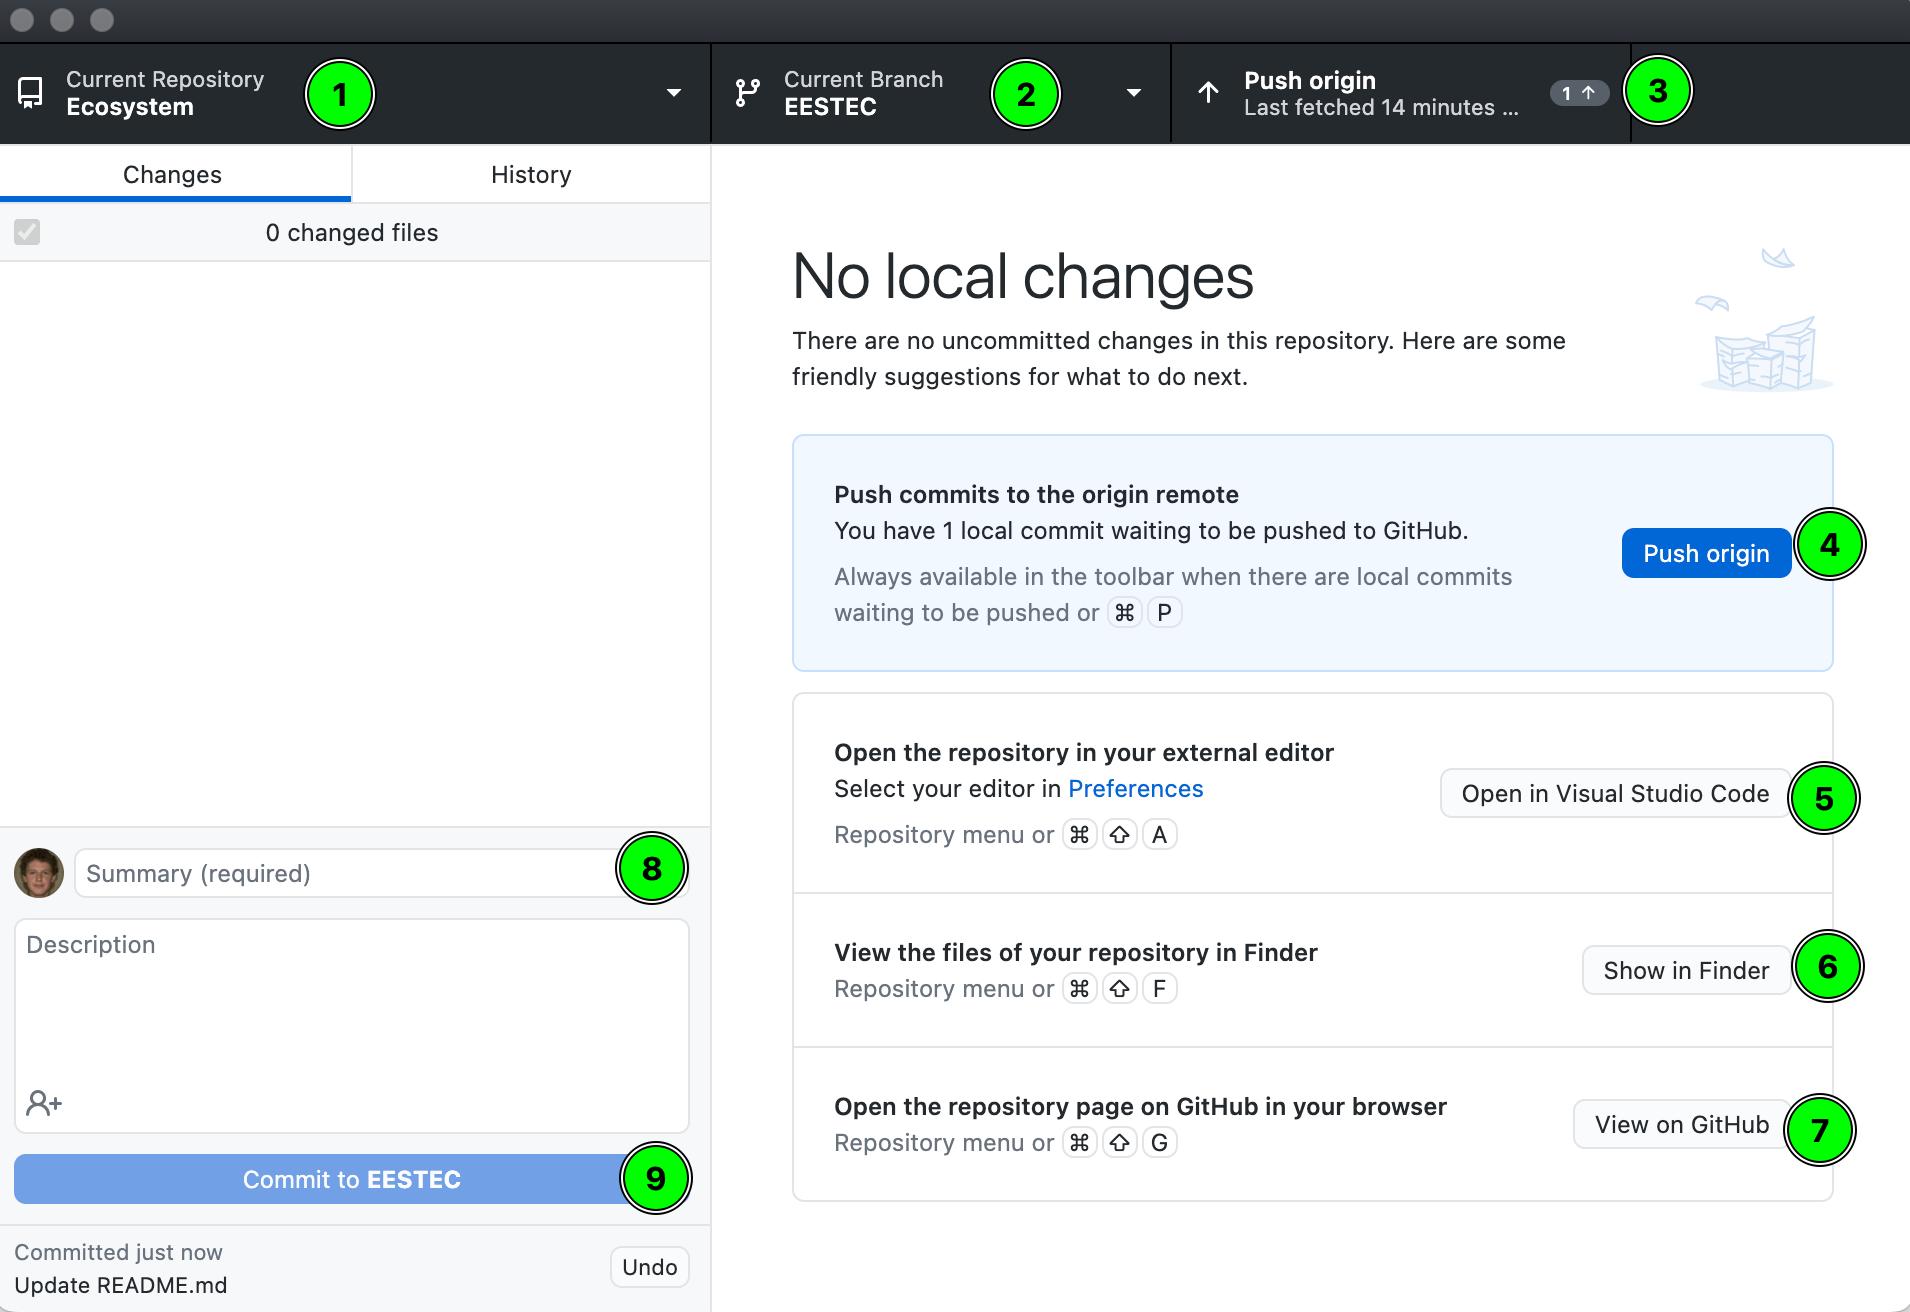 Current Repository
Ecosystem
1
Current Branch
EESTEC
2
Push origin
Last fetched 14 minutes ...
1 ↑
3
Changes
History
0 changed files
No local changes
There are no uncommitted changes in this repository. Here are some
friendly suggestions for what to do next.
Push commits to the origin remote
You have 1 local commit waiting to be pushed to GitHub.
Always available in the toolbar when there are local commits
waiting to be pushed or ⌘ P
Push origin
4
Open the repository in your external editor
Select your editor in Preferences
Repository menu or ⌘ ⇧ A
Open in Visual Studio Code
5
View the files of your repository in Finder
Repository menu or ⌘ ⇧ F
Show in Finder
6
Open the repository page on GitHub in your browser
Repository menu or ⌘ ⇧ G
View on GitHub
7
Summary (required)
8
Description
Commit to EESTEC
9
Committed just now
Update README.md
Undo